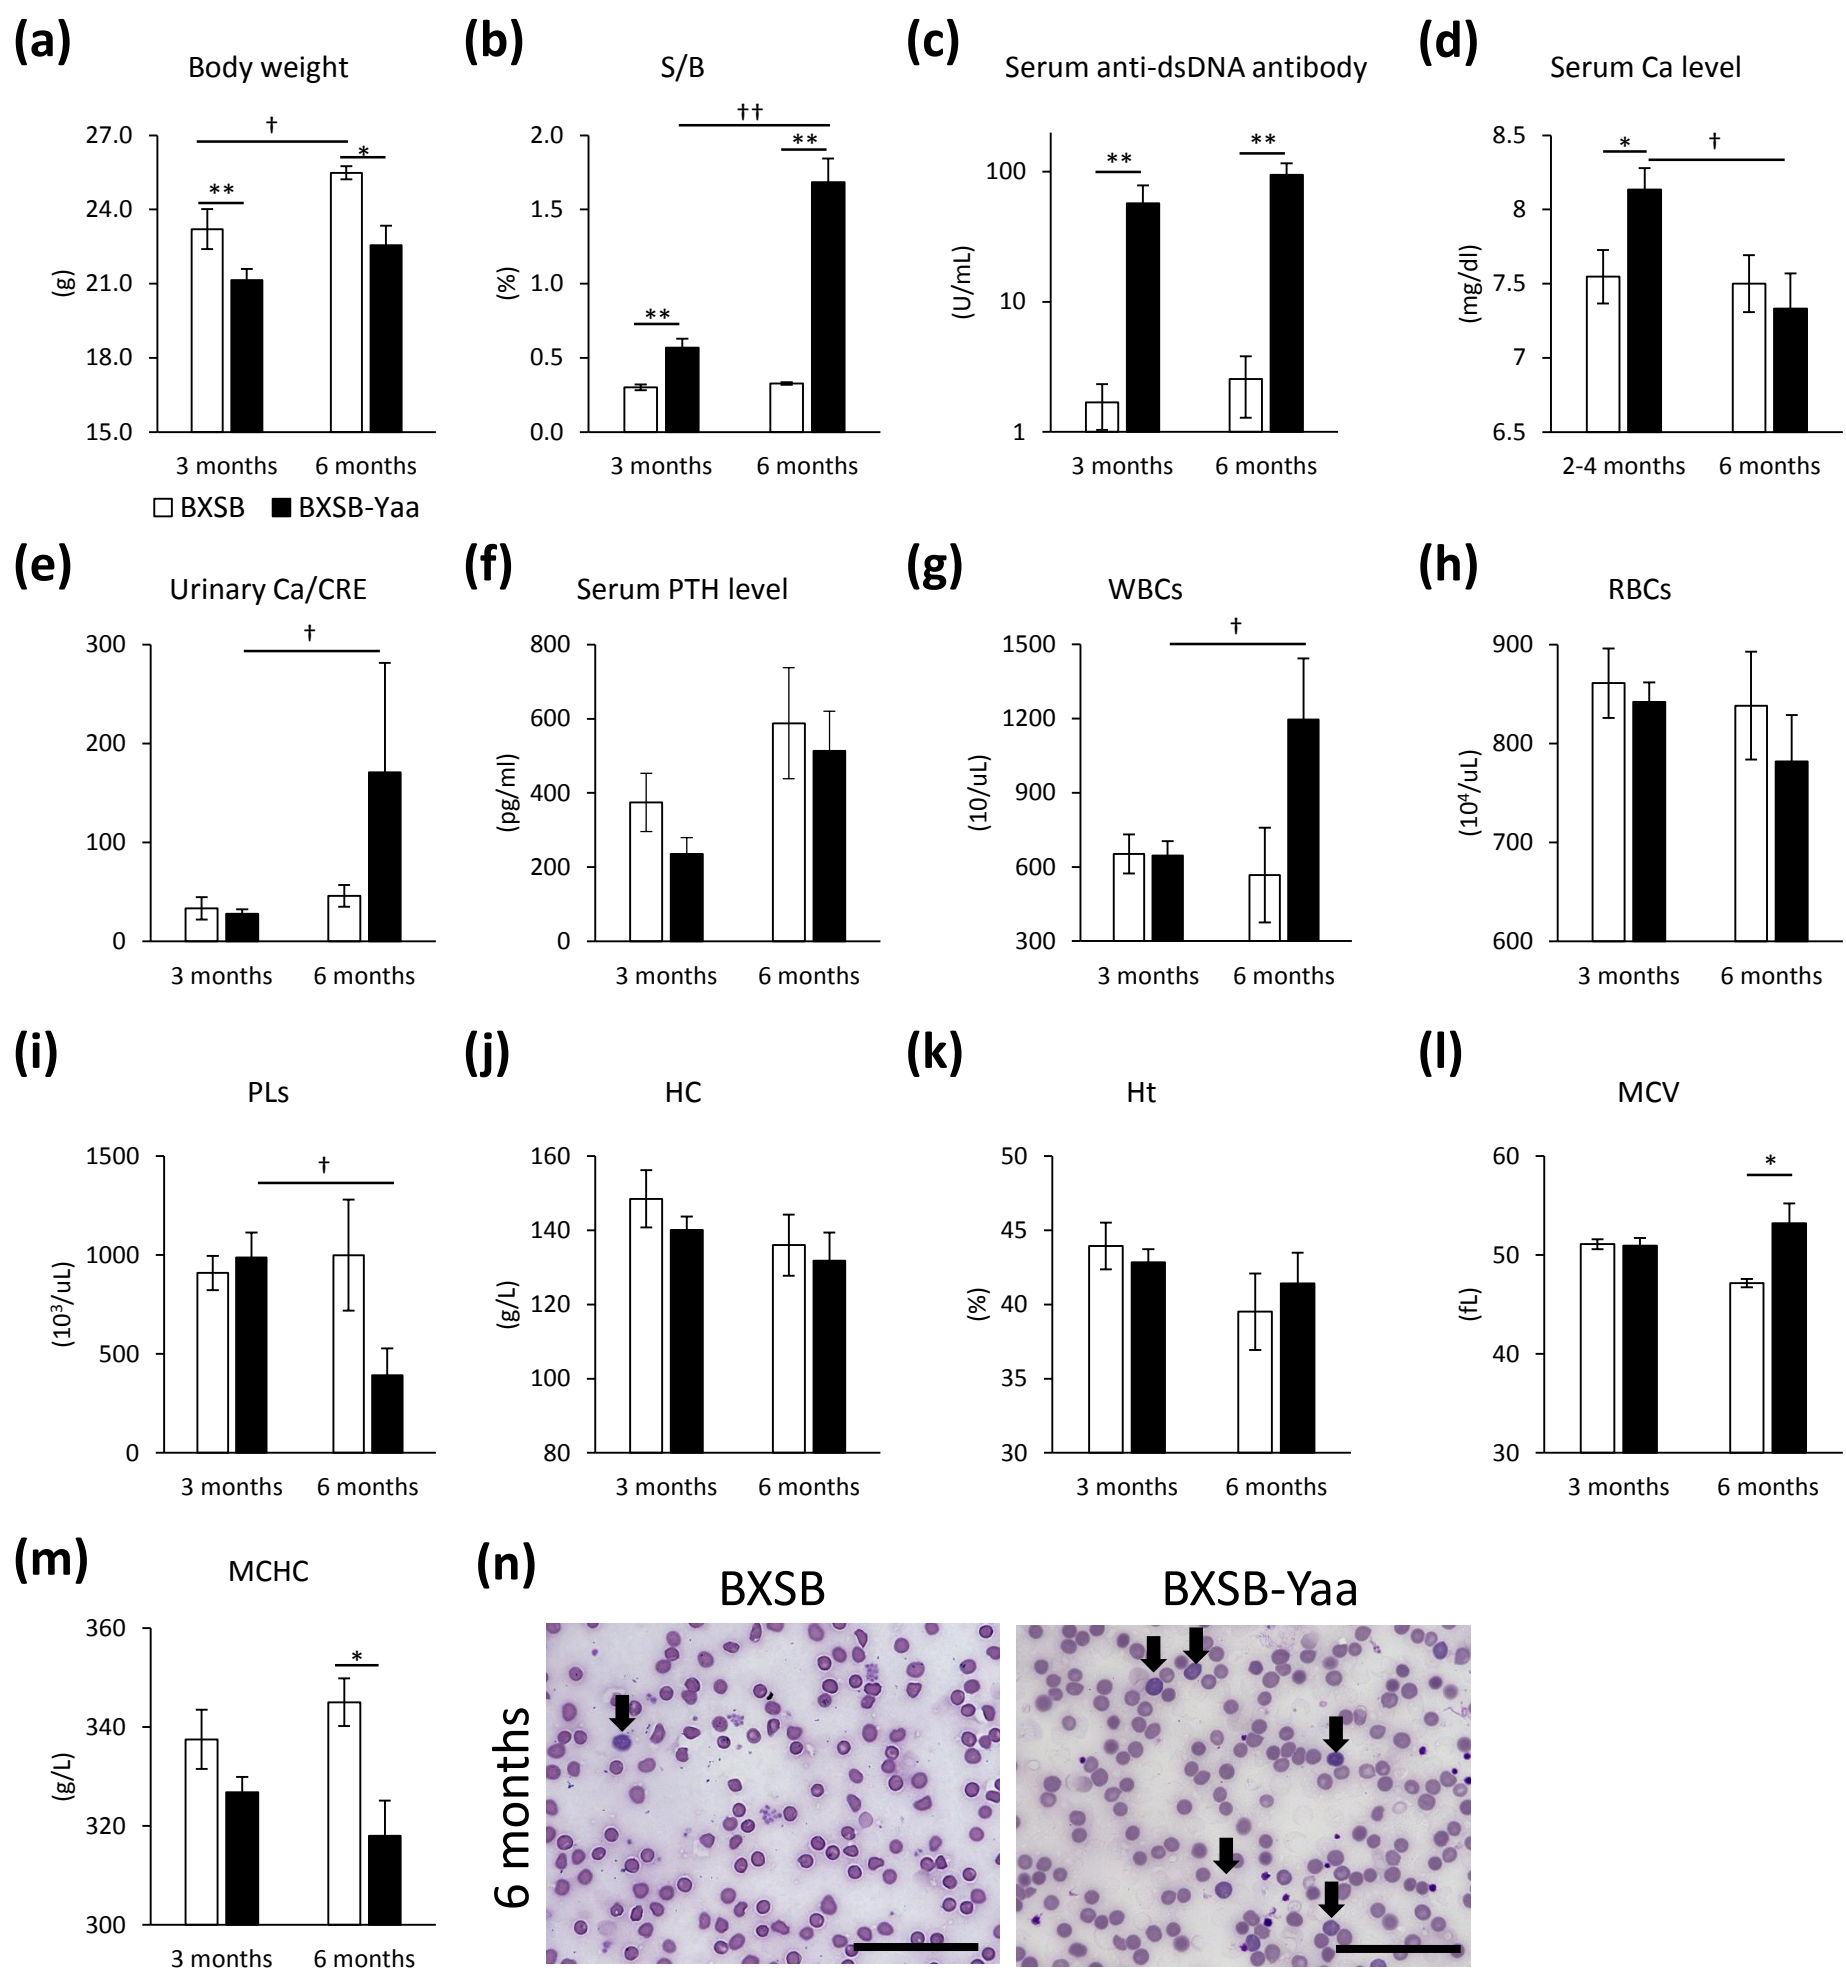 (a)
Body weight
†
*
**
27.0
24.0
21.0
18.0
15.0
(g)
3 months 6 months
BXSB BXSB-Yaa
(b)
S/B
††
**
**
2.0
1.5
1.0
0.5
0.0
(%)
3 months 6 months
(c)
Serum anti-dsDNA antibody
**
**
100
10
1
(U/mL)
3 months 6 months
(d)
Serum Ca level
*
†
8.5
8
7.5
7
6.5
(mg/dl)
2-4 months 6 months
(e)
Urinary Ca/CRE
†
300
200
100
0
3 months 6 months
(f)
Serum PTH level
800
600
400
200
0
(pg/ml)
3 months 6 months
(g)
WBCs
†
1500
1200
900
600
300
(10/uL)
3 months 6 months
(h)
RBCs
900
800
700
600
(10⁴/uL)
3 months 6 months
(i)
PLs
†
1500
1000
500
0
(10³/uL)
3 months 6 months
(j)
HC
160
140
120
100
80
(g/L)
3 months 6 months
(k)
Ht
50
45
40
35
30
(%)
3 months 6 months
(l)
MCV
*
60
50
40
30
(fL)
3 months 6 months
(m)
MCHC
*
360
340
320
300
(g/L)
3 months 6 months
(n)
BXSB BXSB-Yaa
6 months